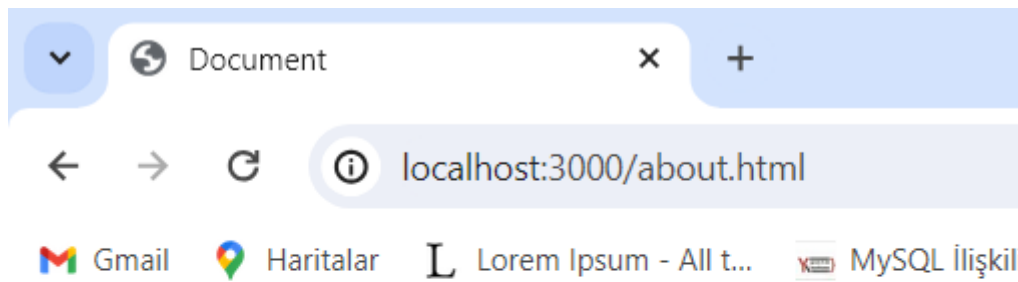 Document
localhost:3000/about.html
Gmail Haritalar L Lorem Ipsum - All t... MySQL İlişkil